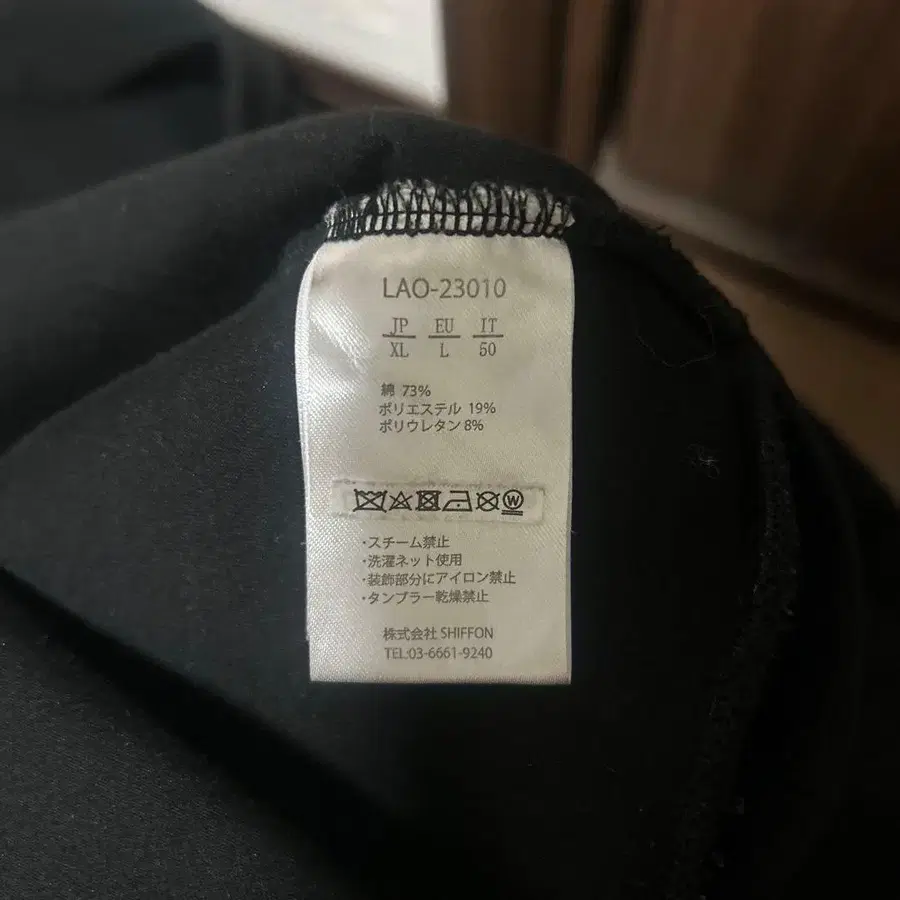 LAO-23010
JP EU IT
XL L 50
綿 73%
ポリエステル 19%
ポリウレタン 8%
W
・スチーム禁止
・洗濯ネット使用
・装飾部分にアイロン禁止
・タンブラー乾燥禁止
株式会社 SHIFFON
TEL:03-6661-9240